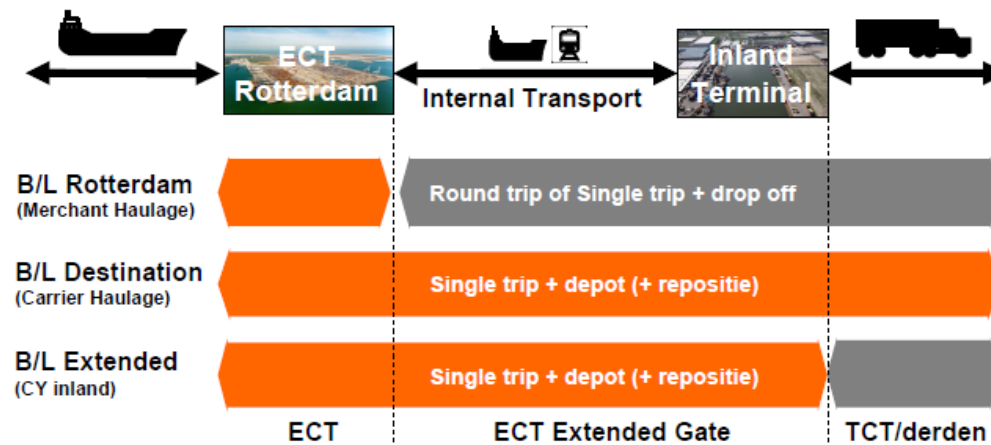 ECT
Rotterdam
Internal Transport
Inland
Terminal
B/L Rotterdam
(Merchant Haulage)
Round trip of Single trip + drop off
B/L Destination
(Carrier Haulage)
Single trip + depot (+ repositie)
B/L Extended
(CY inland)
Single trip + depot (+ repositie)
ECT
ECT Extended Gate
TCT/derden